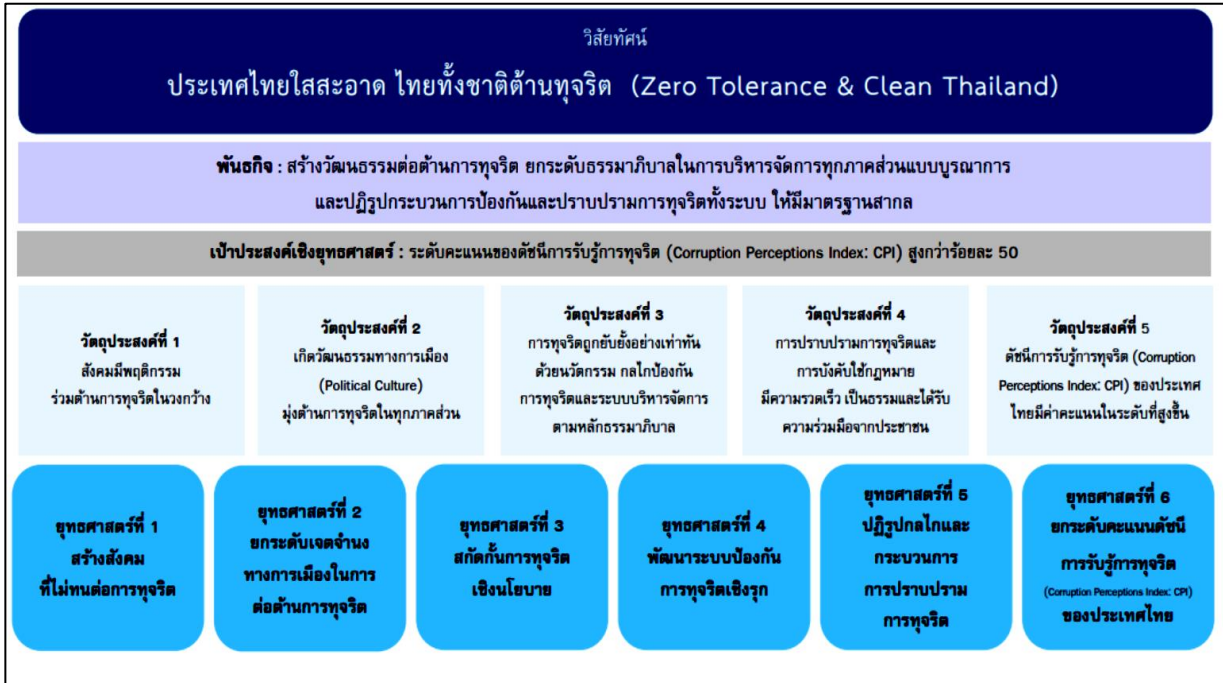 วิสัยทัศน์
ประเทศไทยใสสะอาด ไทยทั้งชาติต้านทุจริต (Zero Tolerance & Clean Thailand)
พันธกิจ : สร้างวัฒนธรรมต่อต้านการทุจริต ยกระดับธรรมาภิบาลในการบริหารจัดการทุกภาคส่วนแบบบูรณาการ
และปฏิรูปกระบวนการป้องกันและปราบปรามการทุจริตทั้งระบบ ให้มีมาตรฐานสากล
เป้าประสงค์เชิงยุทธศาสตร์ : ระดับคะแนนของดัชนีการรับรู้การทุจริต (Corruption Perceptions Index: CPI) สูงกว่าร้อยละ 50
วัตถุประสงค์ที่ 1
สังคมมีพฤติกรรม
ร่วมต้านการทุจริตในวงกว้าง
วัตถุประสงค์ที่ 2
เกิดวัฒนธรรมทางการเมือง
(Political Culture)
มุ่งต้านการทุจริตในทุกภาคส่วน
วัตถุประสงค์ที่ 3
การทุจริตถูกยับยั้งอย่างเท่าทัน
ด้วยนวัตกรรม กลไกป้องกัน
การทุจริตและระบบบริหารจัดการ
ตามหลักธรรมาภิบาล
วัตถุประสงค์ที่ 4
การปราบปรามการทุจริตและ
การบังคับใช้กฎหมาย
มีความรวดเร็ว เป็นธรรมและได้รับ
ความร่วมมือจากประชาชน
วัตถุประสงค์ที่ 5
ดัชนีการรับรู้การทุจริต (Corruption
Perceptions Index: CPI) ของประเทศ
ไทยมีค่าคะแนนในระดับที่สูงขึ้น
ยุทธศาสตร์ที่ 1
สร้างสังคม
ที่ไม่ทนต่อการทุจริต
ยุทธศาสตร์ที่ 2
ยกระดับเจตจำนง
ทางการเมืองในการ
ต่อต้านการทุจริต
ยุทธศาสตร์ที่ 3
สกัดกั้นการทุจริต
เชิงนโยบาย
ยุทธศาสตร์ที่ 4
พัฒนาระบบป้องกัน
การทุจริตเชิงรุก
ยุทธศาสตร์ที่ 5
ปฏิรูปกลไกและ
กระบวนการ
การปราบปราม
การทุจริต
ยุทธศาสตร์ที่ 6
ยกระดับคะแนนดัชนี
การรับรู้การทุจริต
(Corruption Perceptions Index: CPI)
ของประเทศไทย